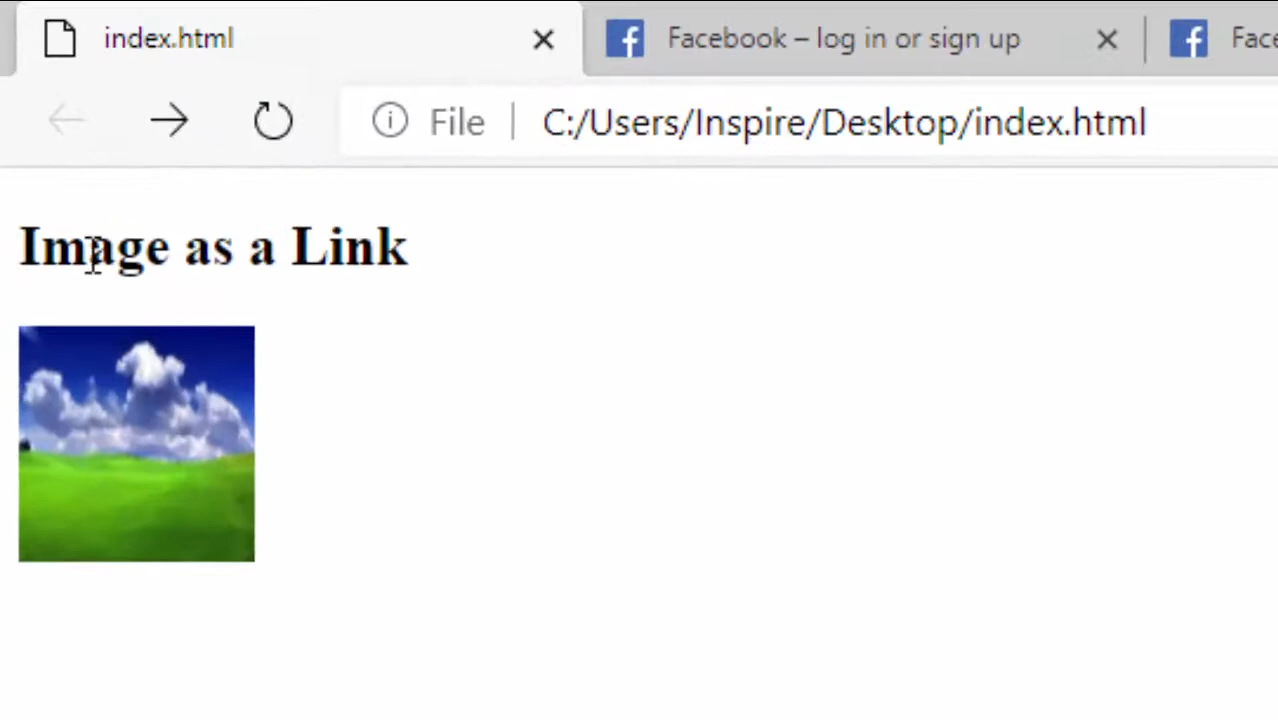 index.html
Facebook – log in or sign up
Face
File
C:/Users/Inspire/Desktop/index.html
Image as a Link